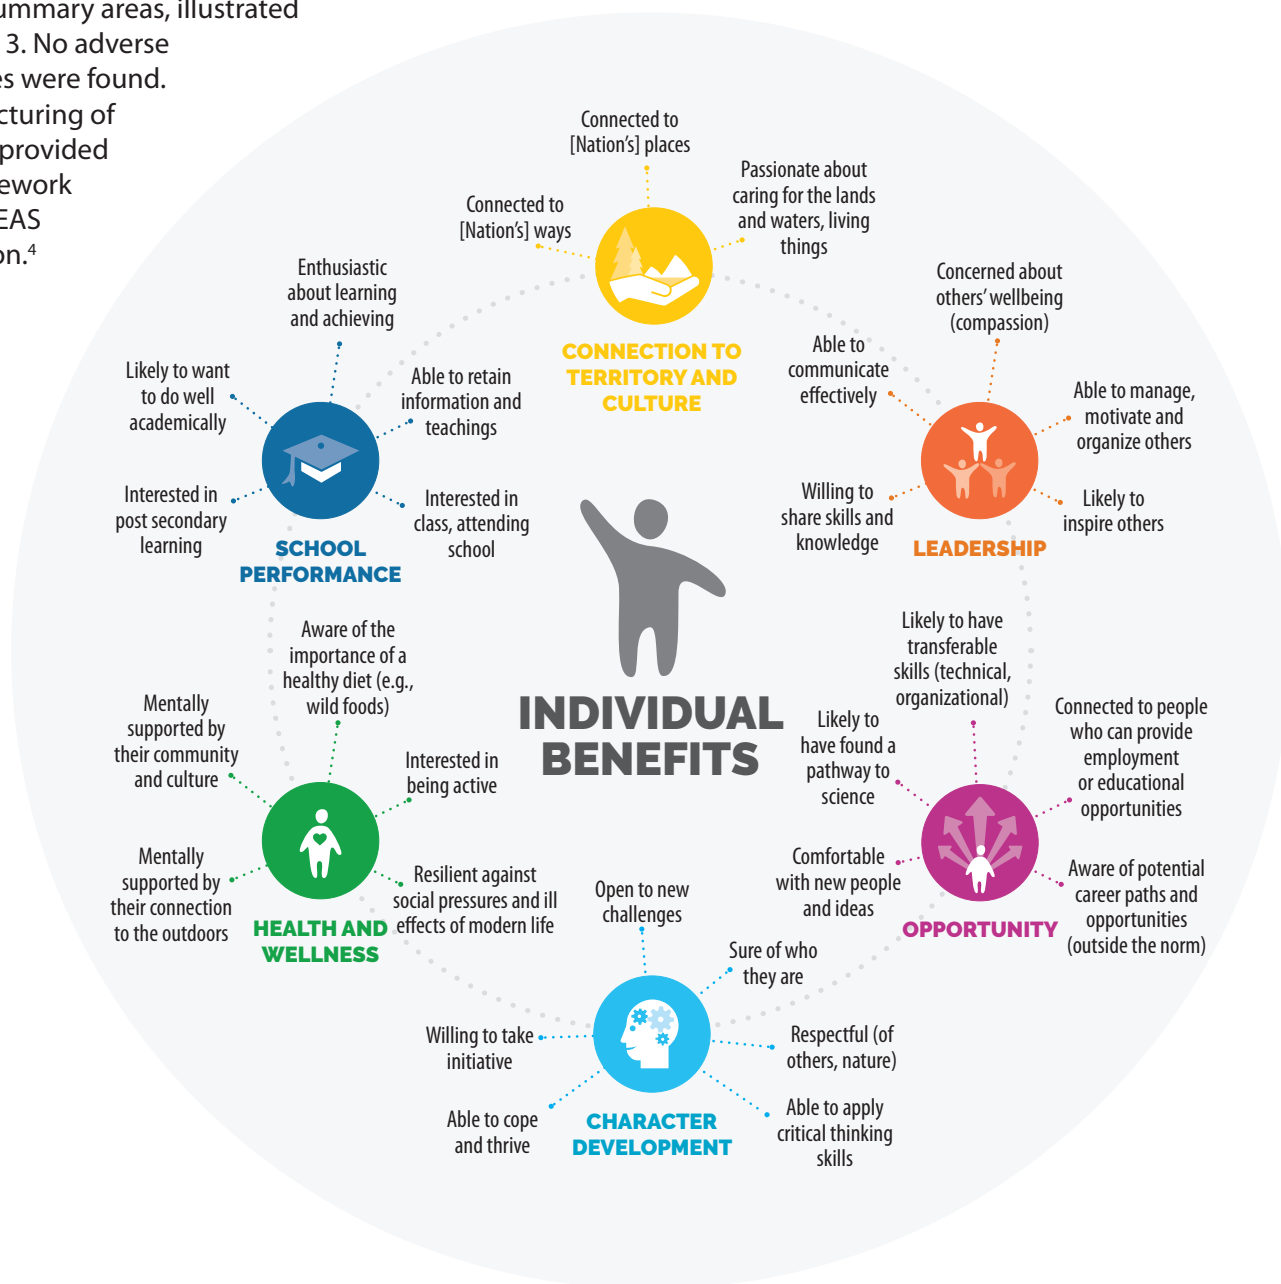 ummary areas, illustrated
3. No adverse
es were found.
cturing of
provided
ework
EAS
on.⁴
Connected to
[Nation's] places
Passionate about
caring for the lands
and waters, living
things
Connected to
[Nation's] ways
CONNECTION TO
TERRITORY AND
CULTURE
Enthusiastic
about learning
and achieving
Likely to want
to do well
academically
Able to retain
information and
teachings
Interested in
post secondary
learning
Interested in
class, attending
school
SCHOOL
PERFORMANCE
Concerned about
others' wellbeing
(compassion)
Able to
communicate
effectively
Able to manage,
motivate and
organize others
Willing to
share skills and
knowledge
Likely to
inspire others
LEADERSHIP
INDIVIDUAL
BENEFITS
Aware of the
importance of a
healthy diet (e.g.,
wild foods)
Mentally
supported by
their community
and culture
Interested in
being active
Mentally
supported by
their connection
to the outdoors
Resilient against
social pressures and ill
effects of modern life
HEALTH AND
WELLNESS
Likely to have
transferable
skills (technical,
organizational)
Likely to
have found a
pathway to
science
Connected to people
who can provide
employment
or educational
opportunities
Comfortable
with new people
and ideas
Aware of potential
career paths and
opportunities
(outside the norm)
OPPORTUNITY
Open to new
challenges
Sure of who
they are
Willing to take
initiative
Respectful (of
others, nature)
Able to cope
and thrive
Able to apply
critical thinking
skills
CHARACTER
DEVELOPMENT